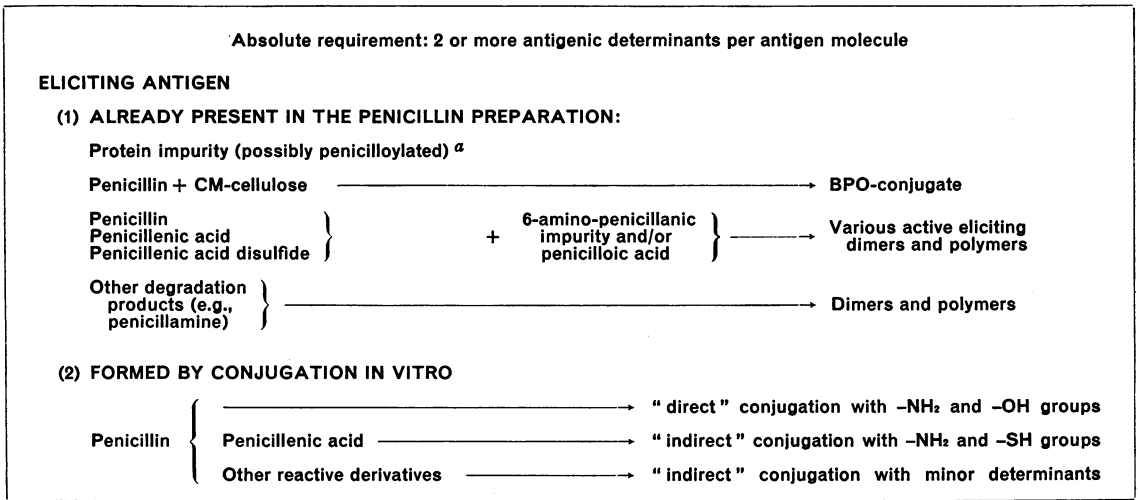 Absolute requirement: 2 or more antigenic determinants per antigen molecule
ELICITING ANTIGEN
(1) ALREADY PRESENT IN THE PENICILLIN PREPARATION:
Protein impurity (possibly penicilloylated) a
Penicillin + CM-cellulose → BPO-conjugate
Penicillin
Penicillenic acid
Penicillenic acid disulfide
+
6-amino-penicillanic
impurity and/or
penicilloic acid
→
Various active eliciting
dimers and polymers
Other degradation
products (e.g.,
penicillamine)
→ Dimers and polymers
(2) FORMED BY CONJUGATION IN VITRO
Penicillin
→ "direct" conjugation with –NH₂ and –OH groups
Penicillenic acid → "indirect" conjugation with –NH₂ and –SH groups
Other reactive derivatives → "indirect" conjugation with minor determinants